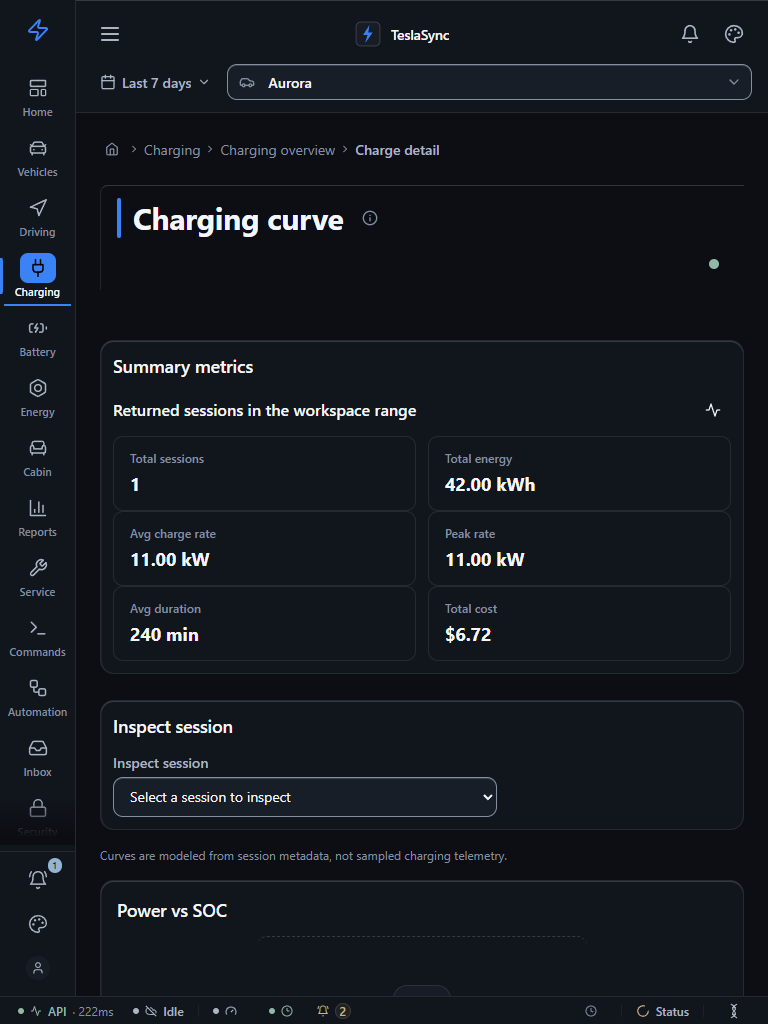 TeslaSync
Last 7 days
Aurora
Home
Vehicles
Driving
Charging
Battery
Energy
Cabin
Reports
Service
Commands
Automation
Inbox
Security
1
Charging
Charging overview
Charge detail
Charging curve
Summary metrics
Returned sessions in the workspace range
Total sessions
1
Total energy
42.00 kWh
Avg charge rate
11.00 kW
Peak rate
11.00 kW
Avg duration
240 min
Total cost
$6.72
Inspect session
Inspect session
Select a session to inspect
Curves are modeled from session metadata, not sampled charging telemetry.
Power vs SOC
API · 222ms
Idle
2
Status